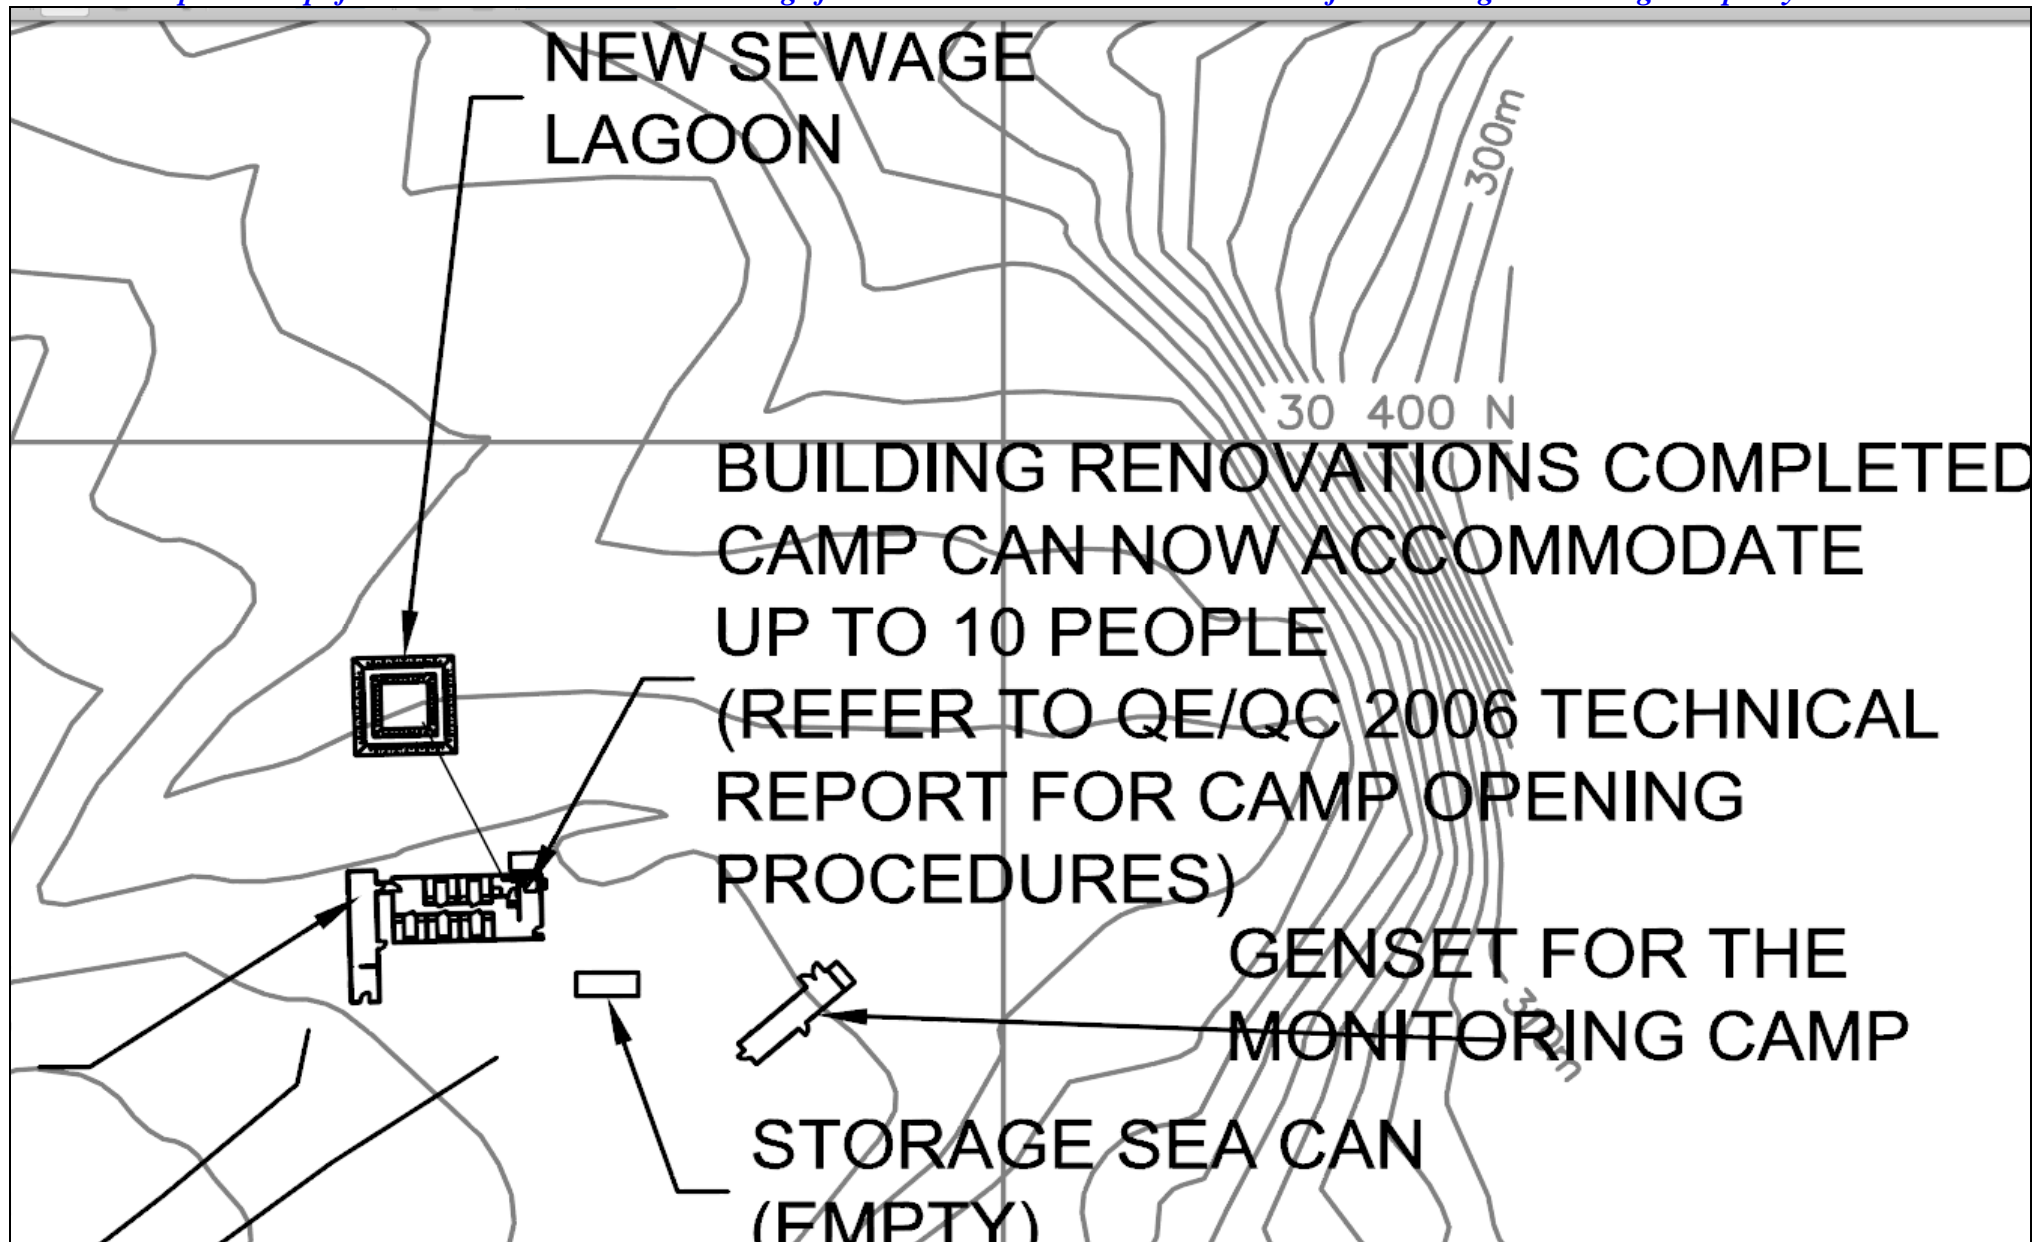 NEW SEWAGE
LAGOON
300m
30 400 N
BUILDING RENOVATIONS COMPLETED
CAMP CAN NOW ACCOMMODATE
UP TO 10 PEOPLE
(REFER TO QE/QC 2006 TECHNICAL
REPORT FOR CAMP OPENING
PROCEDURES)
GENSET FOR THE
MONITORING CAMP
310m
STORAGE SEA CAN
(EMPTY)